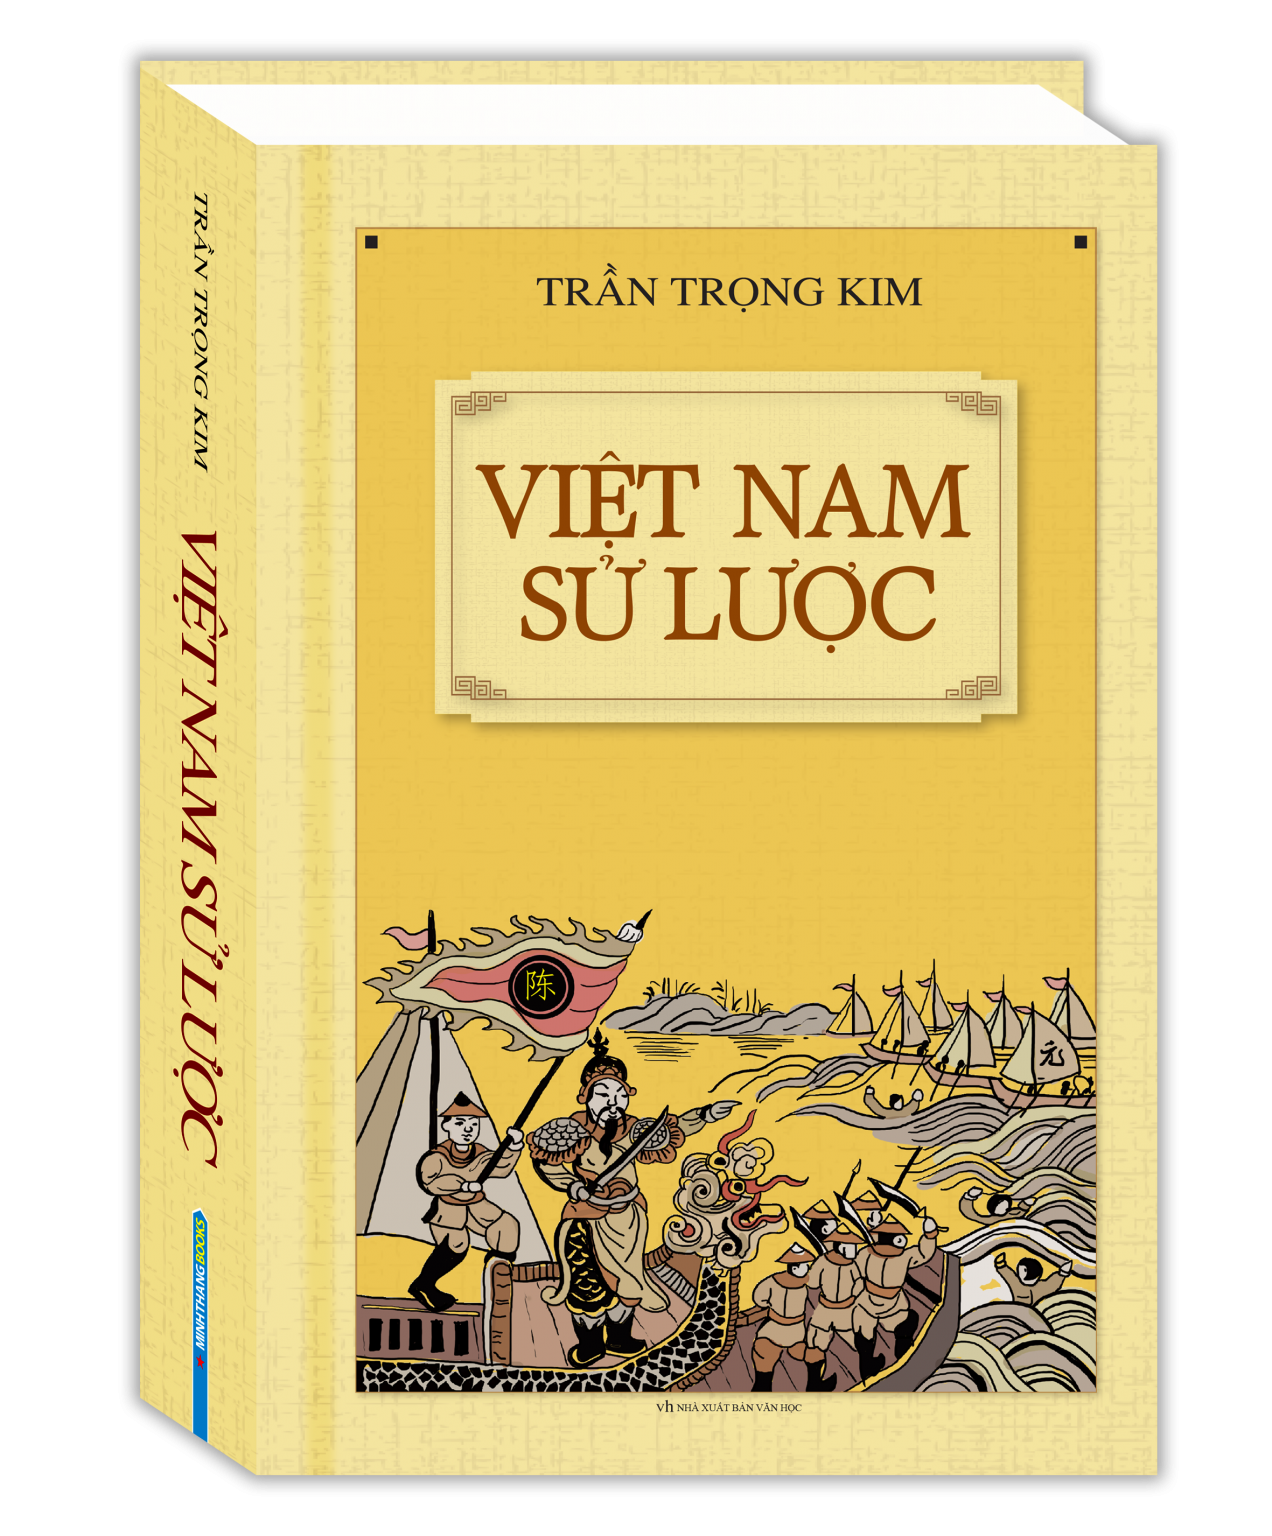 TRẦN TRỌNG KIM
VIỆT NAM
SỬ LƯỢC
陈
元
vh NHÀ XUẤT BẢN VĂN HỌC
TRẦN TRỌNG KIM
VIỆT NAM SỬ LƯỢC
MINHTHANGBOOKS